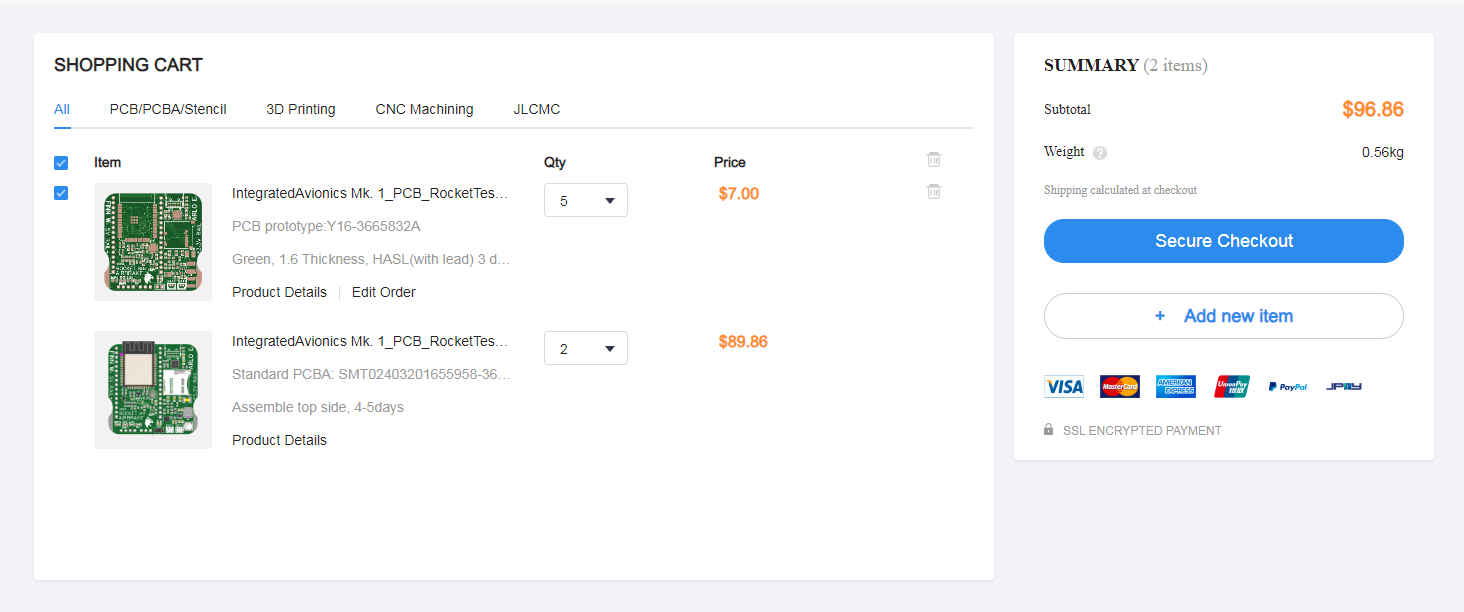 SHOPPING CART
All PCB/PCBA/Stencil 3D Printing CNC Machining JLCMC
Item Qty Price
IntegratedAvionics Mk. 1_PCB_RocketTes... 5 $7.00
PCB prototype:Y16-3665832A
Green, 1.6 Thickness, HASL(with lead) 3 d...
Product Details Edit Order
IntegratedAvionics Mk. 1_PCB_RocketTes... 2 $89.86
Standard PCBA: SMT02403201655958-36...
Assemble top side, 4-5days
Product Details
SUMMARY (2 items)
Subtotal $96.86
Weight ? 0.56kg
Shipping calculated at checkout
Secure Checkout
+ Add new item
VISA MasterCard AMERICAN EXPRESS UnionPay PayPal JPAY
SSL ENCRYPTED PAYMENT